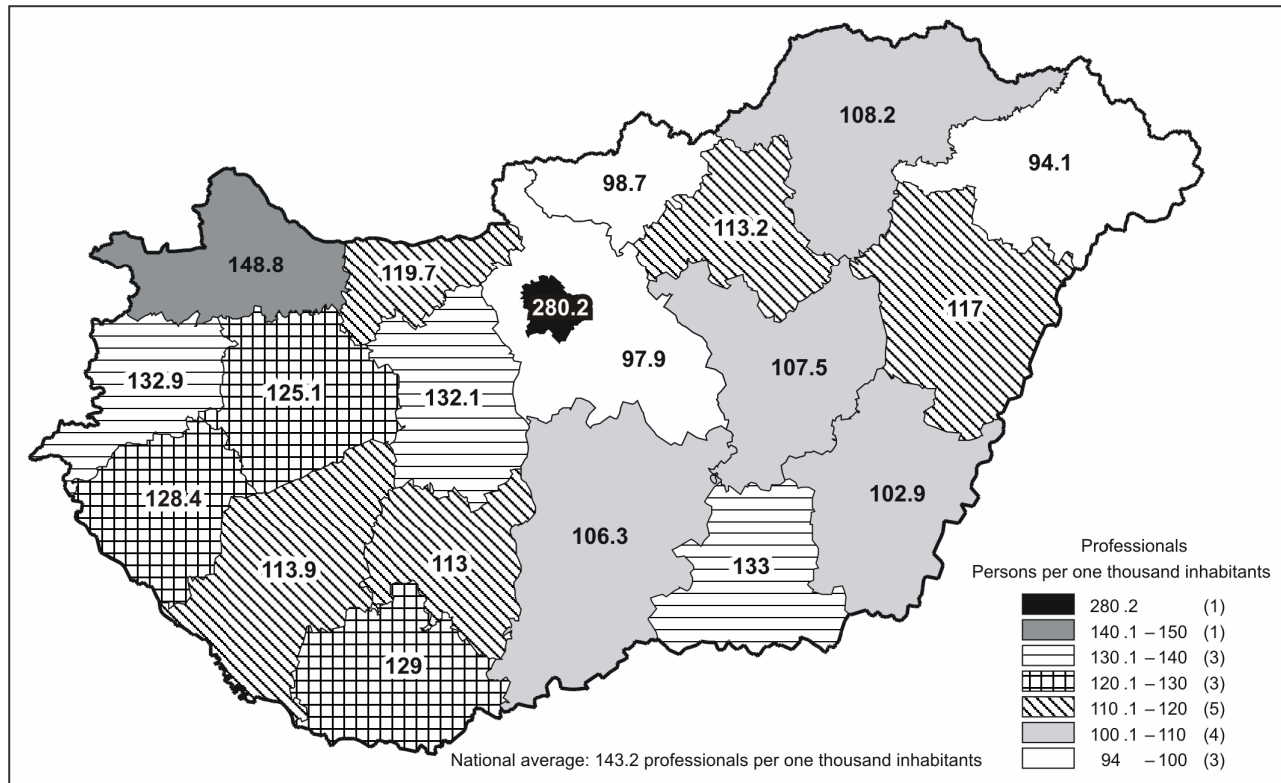 108.2
94.1
98.7
113.2
148.8
119.7
280.2
117
97.9
107.5
132.9
125.1
132.1
128.4
102.9
106.3
113.9
113
133
129
Professionals
Persons per one thousand inhabitants
280 .2 (1)
140 .1 – 150 (1)
130 .1 – 140 (3)
120 .1 – 130 (3)
110 .1 – 120 (5)
100 .1 – 110 (4)
94 – 100 (3)
National average: 143.2 professionals per one thousand inhabitants